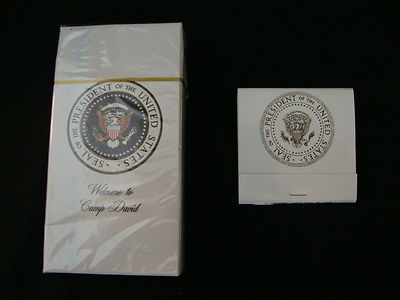 SEAL OF THE PRESIDENT OF THE UNITED STATES
Welcome to
Camp David
SEAL OF THE PRESIDENT OF THE UNITED STATES